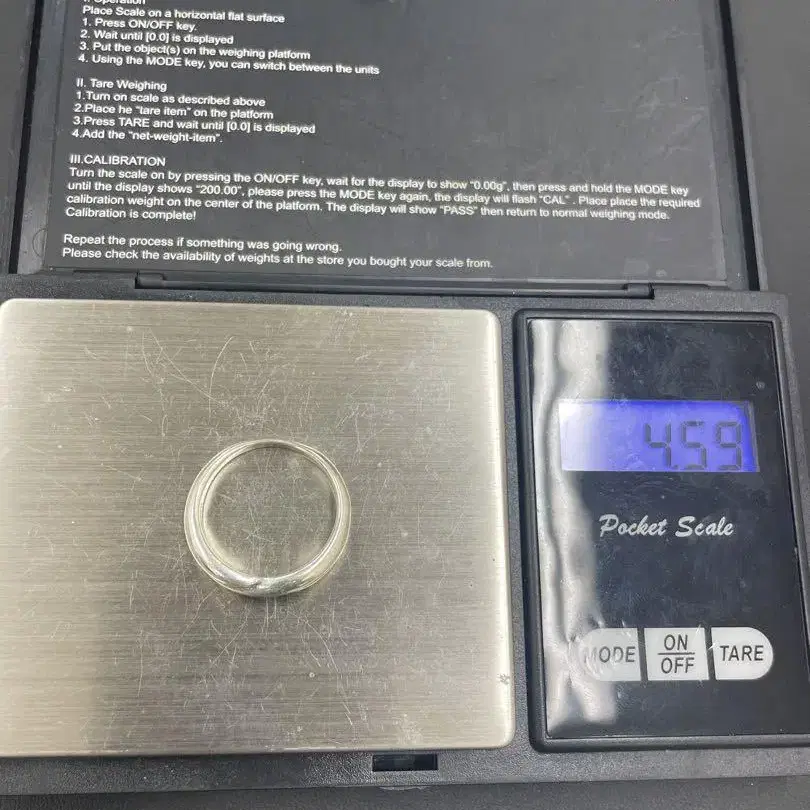 II. Operation
Place Scale on a horizontal flat surface
1. Press ON/OFF key.
2. Wait until [0.0] is displayed
3. Put the object(s) on the weighing platform
4. Using the MODE key, you can switch between the units
II. Tare Weighing
1.Turn on scale as described above
2.Place he "tare item" on the platform
3.Press TARE and wait until [0.0] is displayed
4.Add the "net-weight-item".
III.CALIBRATION
Turn the scale on by pressing the ON/OFF key, wait for the display to show "0.00g", then press and hold the MODE key
until the display shows "200.00", please press the MODE key again, the display will flash "CAL" . Place place the required
calibration weight on the center of the platform. The display will show "PASS" then return to normal weighing mode.
Calibration is complete!
Repeat the process if something was going wrong.
Please check the availability of weights at the store you bought your scale from.
4.59
Pocket Scale
MODE
ON
OFF
TARE